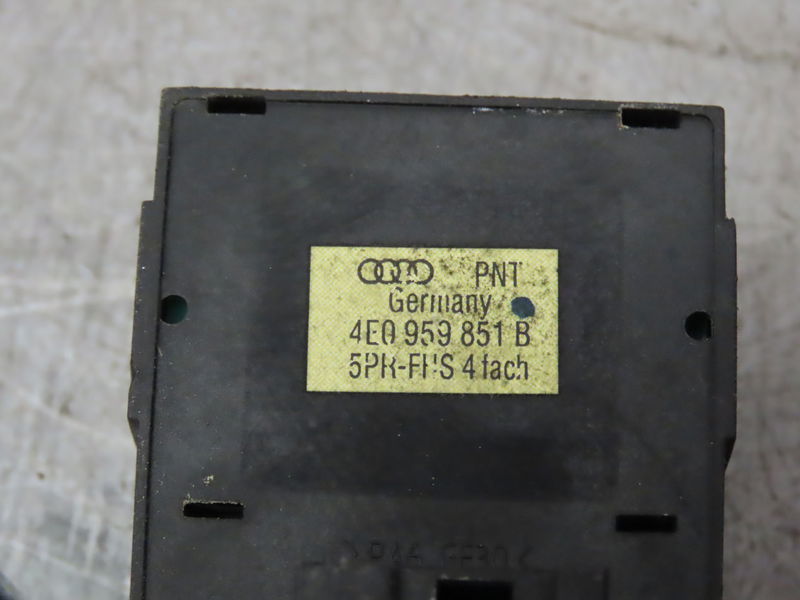 PNT
Germany
4E0 959 851 B
5PR-FHS 4 fach